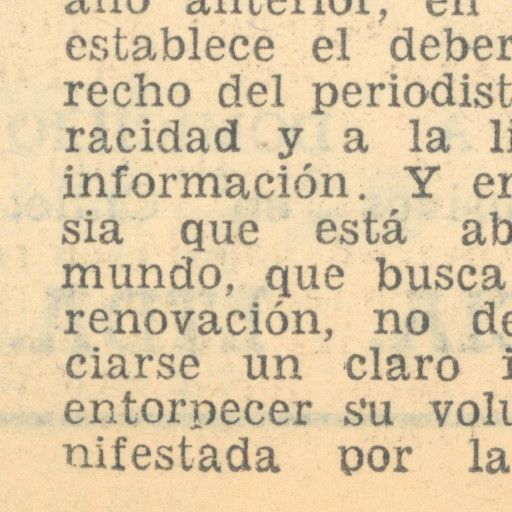 año anterior, en
establece el deber
recho del periodist
racidad y a la li
información. Y en
sia que está ab
mundo, que busca
renovación, no de
ciarse un claro i
entorpecer su volu
nifestada por la